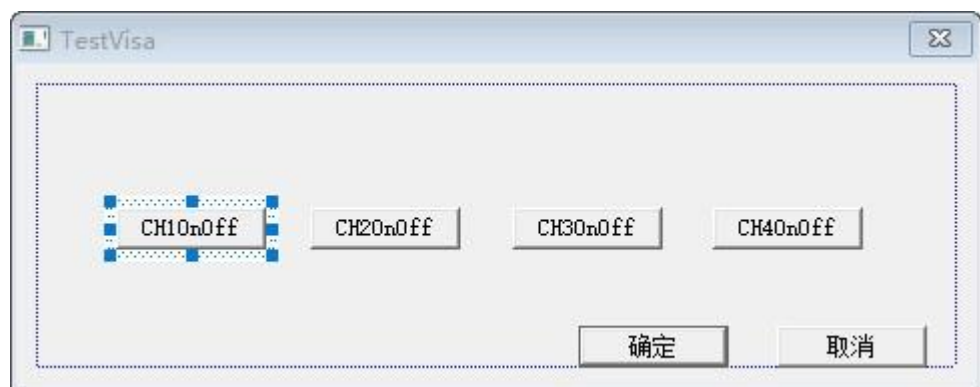 TestVisa
CH1OnOff
CH2OnOff
CH3OnOff
CH4OnOff
确定
取消